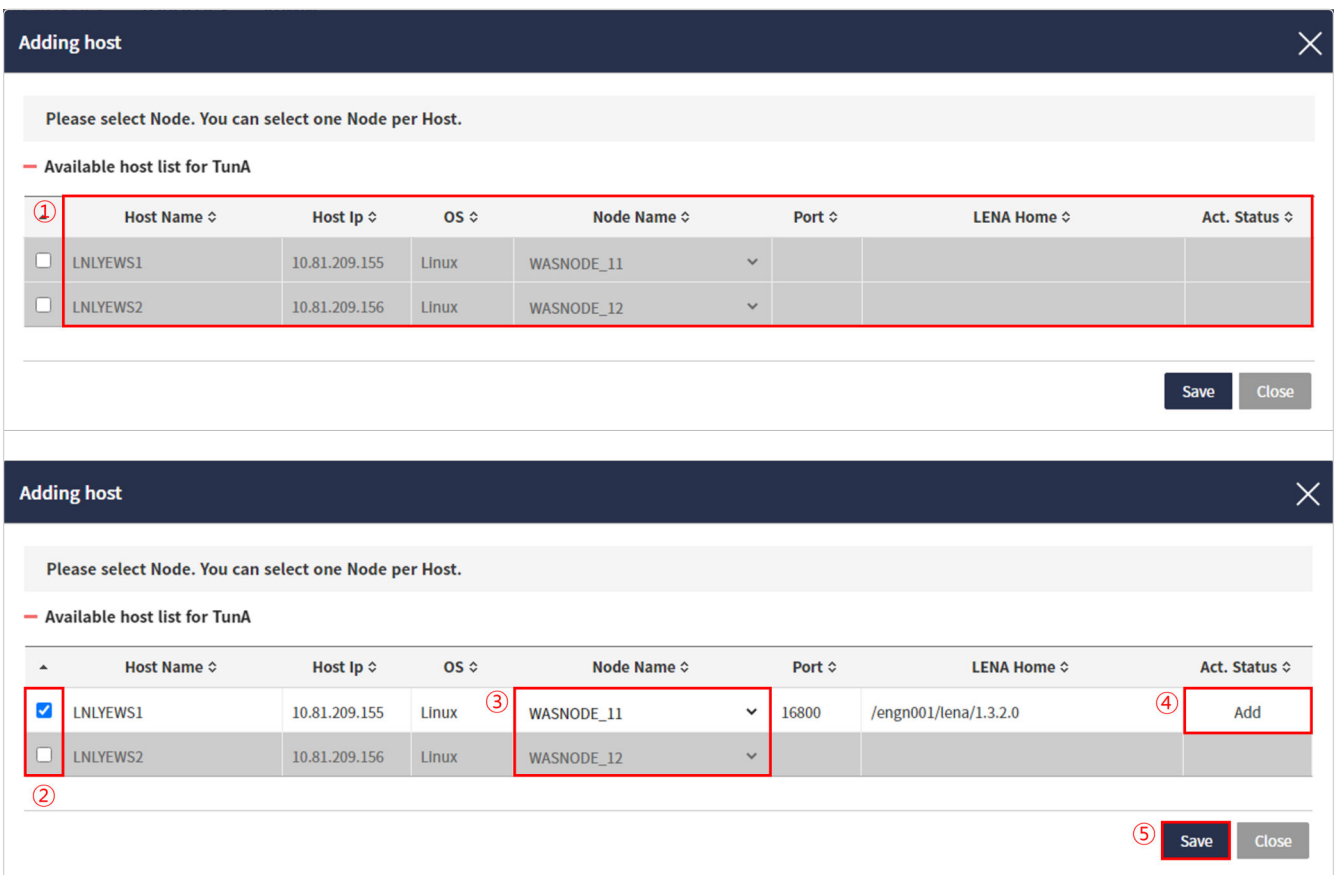 Adding host
Please select Node. You can select one Node per Host.
Available host list for TunA
① Host Name Host Ip OS Node Name Port LENA Home Act. Status
LNLYEWS1 10.81.209.155 Linux WASNODE_11
LNLYEWS2 10.81.209.156 Linux WASNODE_12
Save Close
Adding host
Please select Node. You can select one Node per Host.
Available host list for TunA
Host Name Host Ip OS Node Name Port LENA Home Act. Status
LNLYEWS1 10.81.209.155 Linux ③ WASNODE_11 16800 /engn001/lena/1.3.2.0 ④ Add
LNLYEWS2 10.81.209.156 Linux WASNODE_12
②
⑤ Save Close